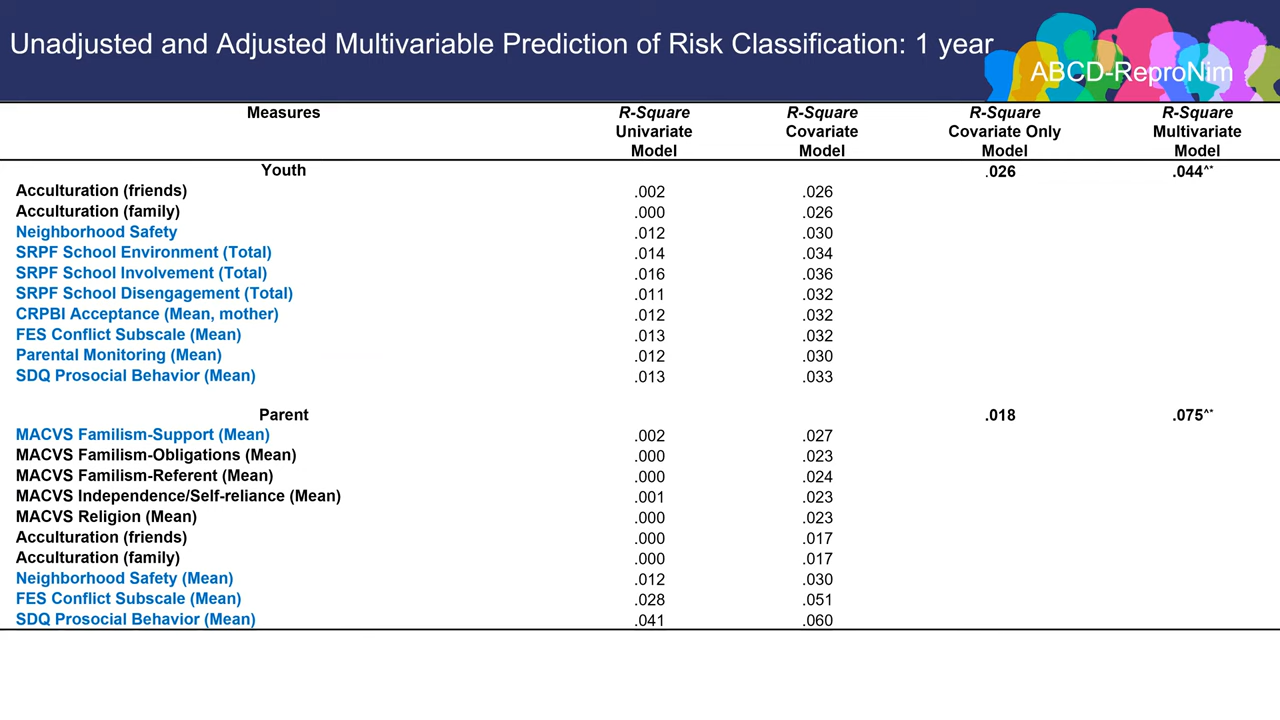 Unadjusted and Adjusted Multivariable Prediction of Risk Classification: 1 year
ABCD-ReproNim
Measures R-Square Univariate Model R-Square Covariate Model R-Square Covariate Only Model R-Square Multivariate Model
Youth .026 .044^*
Acculturation (friends) .002 .026
Acculturation (family) .000 .026
Neighborhood Safety .012 .030
SRPF School Environment (Total) .014 .034
SRPF School Involvement (Total) .016 .036
SRPF School Disengagement (Total) .011 .032
CRPBI Acceptance (Mean, mother) .012 .032
FES Conflict Subscale (Mean) .013 .032
Parental Monitoring (Mean) .012 .030
SDQ Prosocial Behavior (Mean) .013 .033
Parent .018 .075^*
MACVS Familism-Support (Mean) .002 .027
MACVS Familism-Obligations (Mean) .000 .023
MACVS Familism-Referent (Mean) .000 .024
MACVS Independence/Self-reliance (Mean) .001 .023
MACVS Religion (Mean) .000 .023
Acculturation (friends) .000 .017
Acculturation (family) .000 .017
Neighborhood Safety (Mean) .012 .030
FES Conflict Subscale (Mean) .028 .051
SDQ Prosocial Behavior (Mean) .041 .060